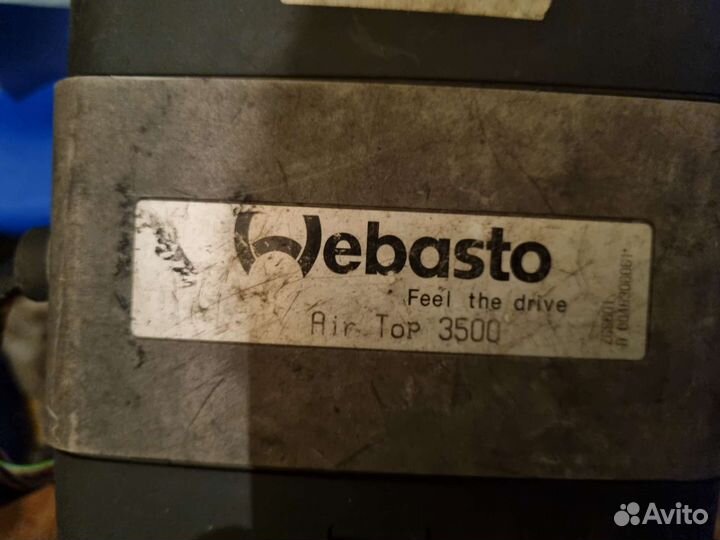 Webasto
Feel the drive
Air Top 3500
Avito